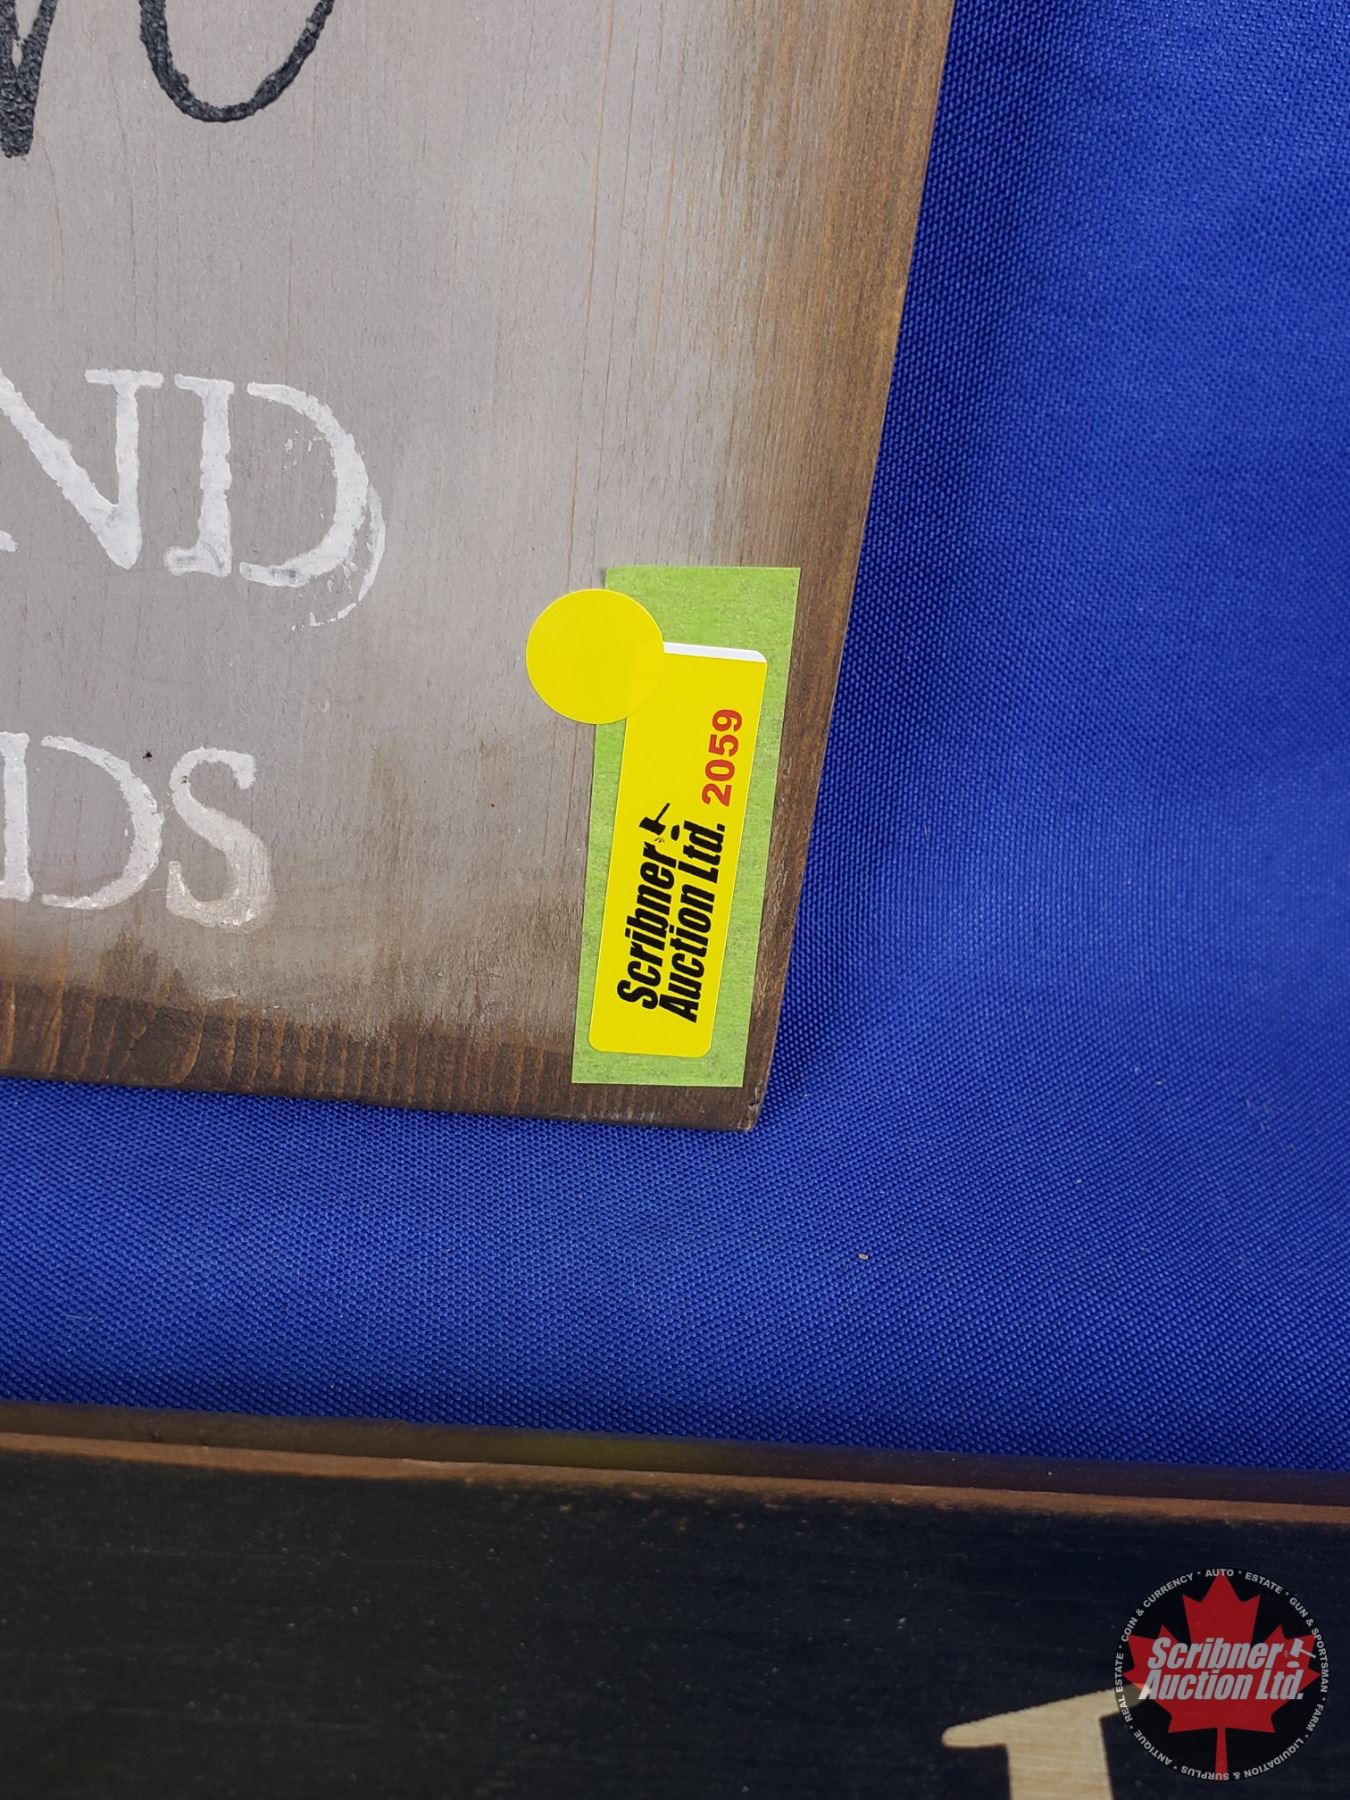 ND
DS
2059
Scribner
Auction Ltd.
COIN & CURRENCY * AUTO * ESTATE * GUN & SPORTSMAN * FARM * LIQUIDATION & SURPLUS * ANTIQUE * REAL ESTATE *
Scribner
Auction Ltd.